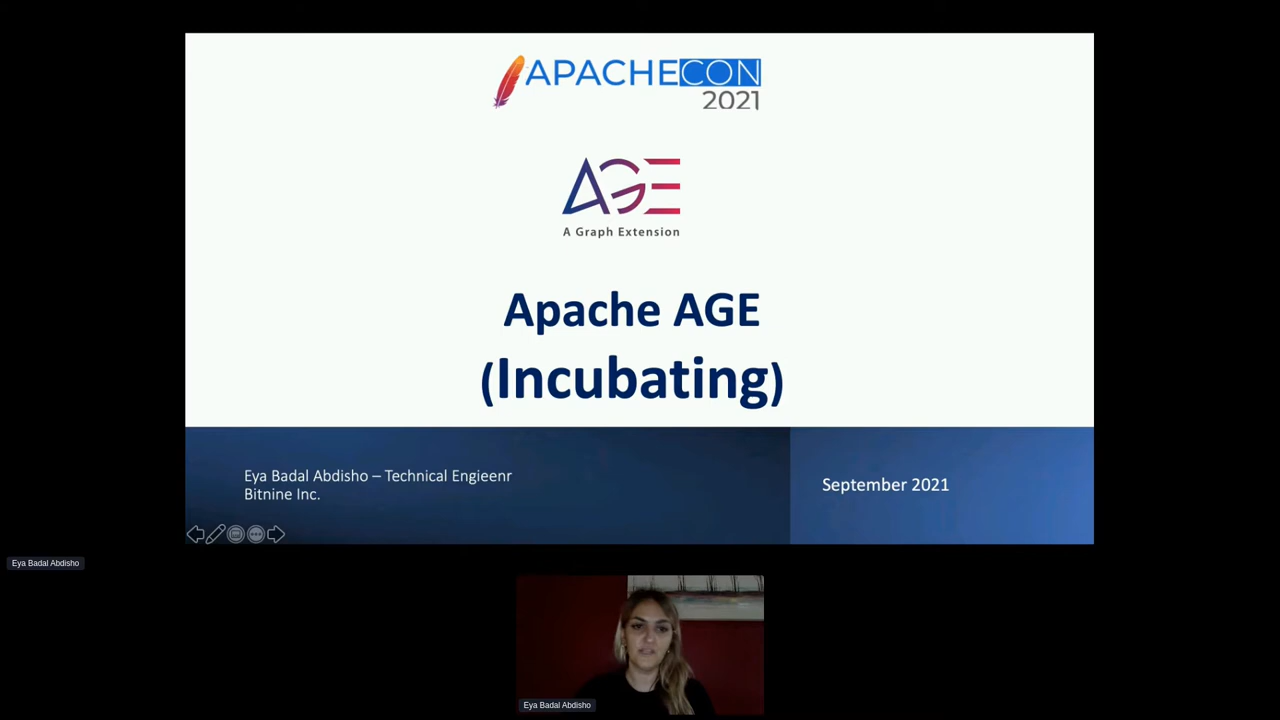 APACHECON
2021
AGE
A Graph Extension
Apache AGE
(Incubating)
Eya Badal Abdisho – Technical Engieenr
Bitnine Inc.
September 2021
Eya Badal Abdisho
Eya Badal Abdisho